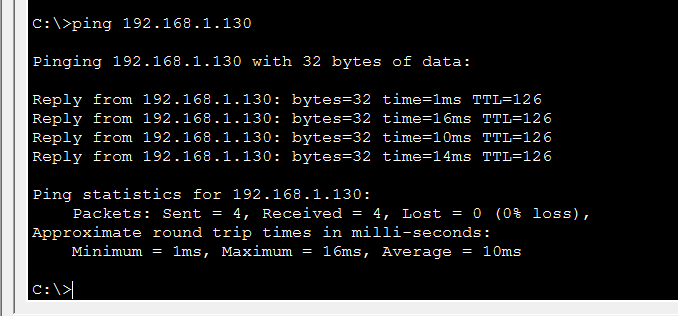 C:\>ping 192.168.1.130
Pinging 192.168.1.130 with 32 bytes of data:
Reply from 192.168.1.130: bytes=32 time=1ms TTL=126
Reply from 192.168.1.130: bytes=32 time=16ms TTL=126
Reply from 192.168.1.130: bytes=32 time=10ms TTL=126
Reply from 192.168.1.130: bytes=32 time=14ms TTL=126
Ping statistics for 192.168.1.130:
    Packets: Sent = 4, Received = 4, Lost = 0 (0% loss),
Approximate round trip times in milli-seconds:
    Minimum = 1ms, Maximum = 16ms, Average = 10ms
C:\>